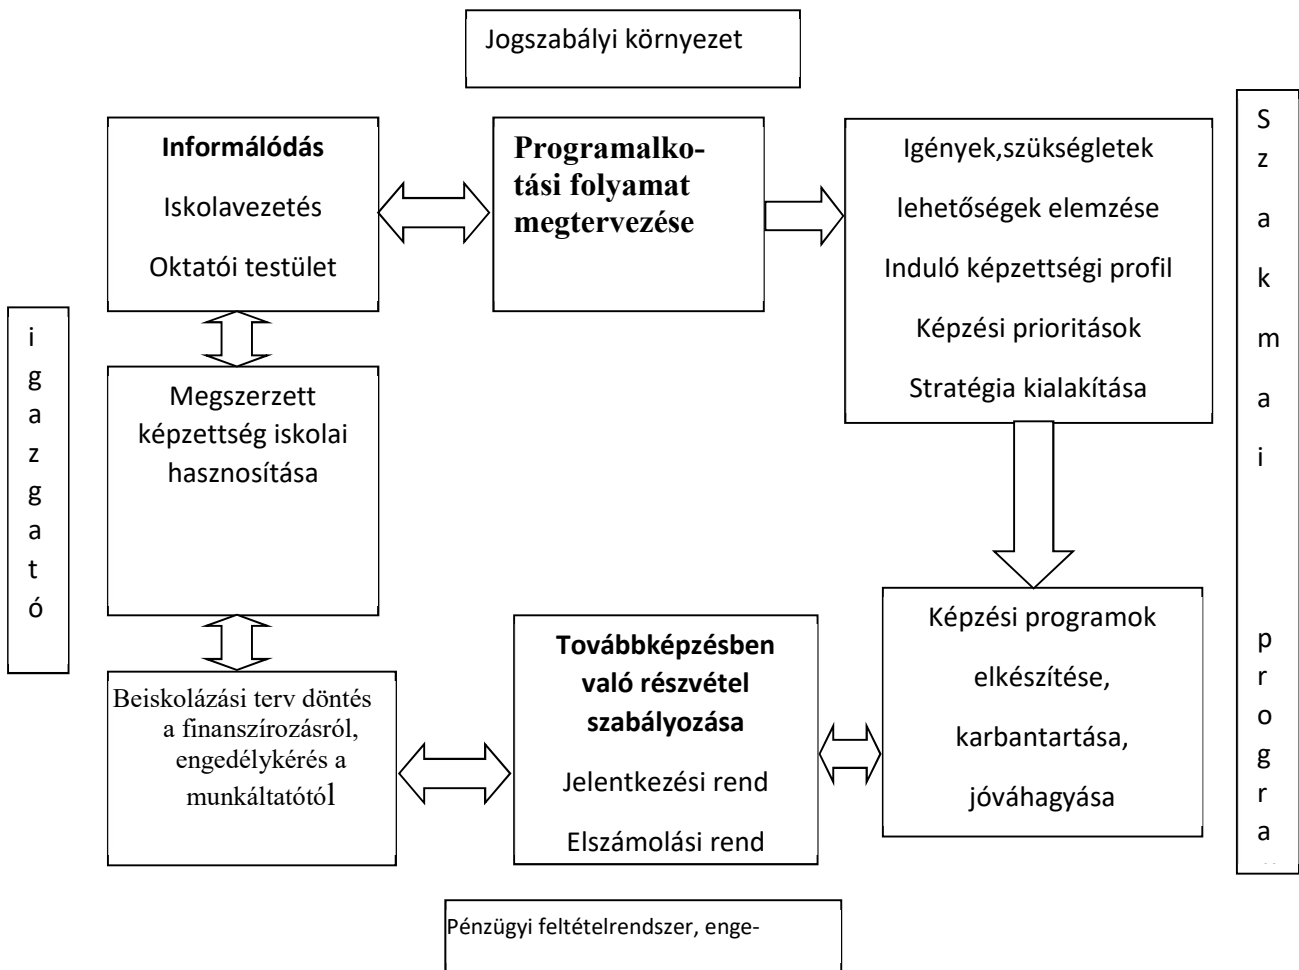 Jogszabályi környezet
Informálódás
Iskolavezetés
Oktatói testület
Programalko-
tási folyamat
megtervezése
Igények,szükségletek
lehetőségek elemzése
Induló képzettségi profil
Képzési prioritások
Stratégia kialakítása
S
z
a
k
m
a
i
p
r
o
g
r
a
i
g
a
z
g
a
t
ó
Megszerzett
képzettség iskolai
hasznosítása
Képzési programok
elkészítése,
karbantartása,
jóváhagyása
Továbbképzésben
való részvétel
szabályozása
Jelentkezési rend
Elszámolási rend
Beiskolázási terv döntés
a finanszírozásról,
engedélykérés a
munkáltatótól
Pénzügyi feltételrendszer, enge-